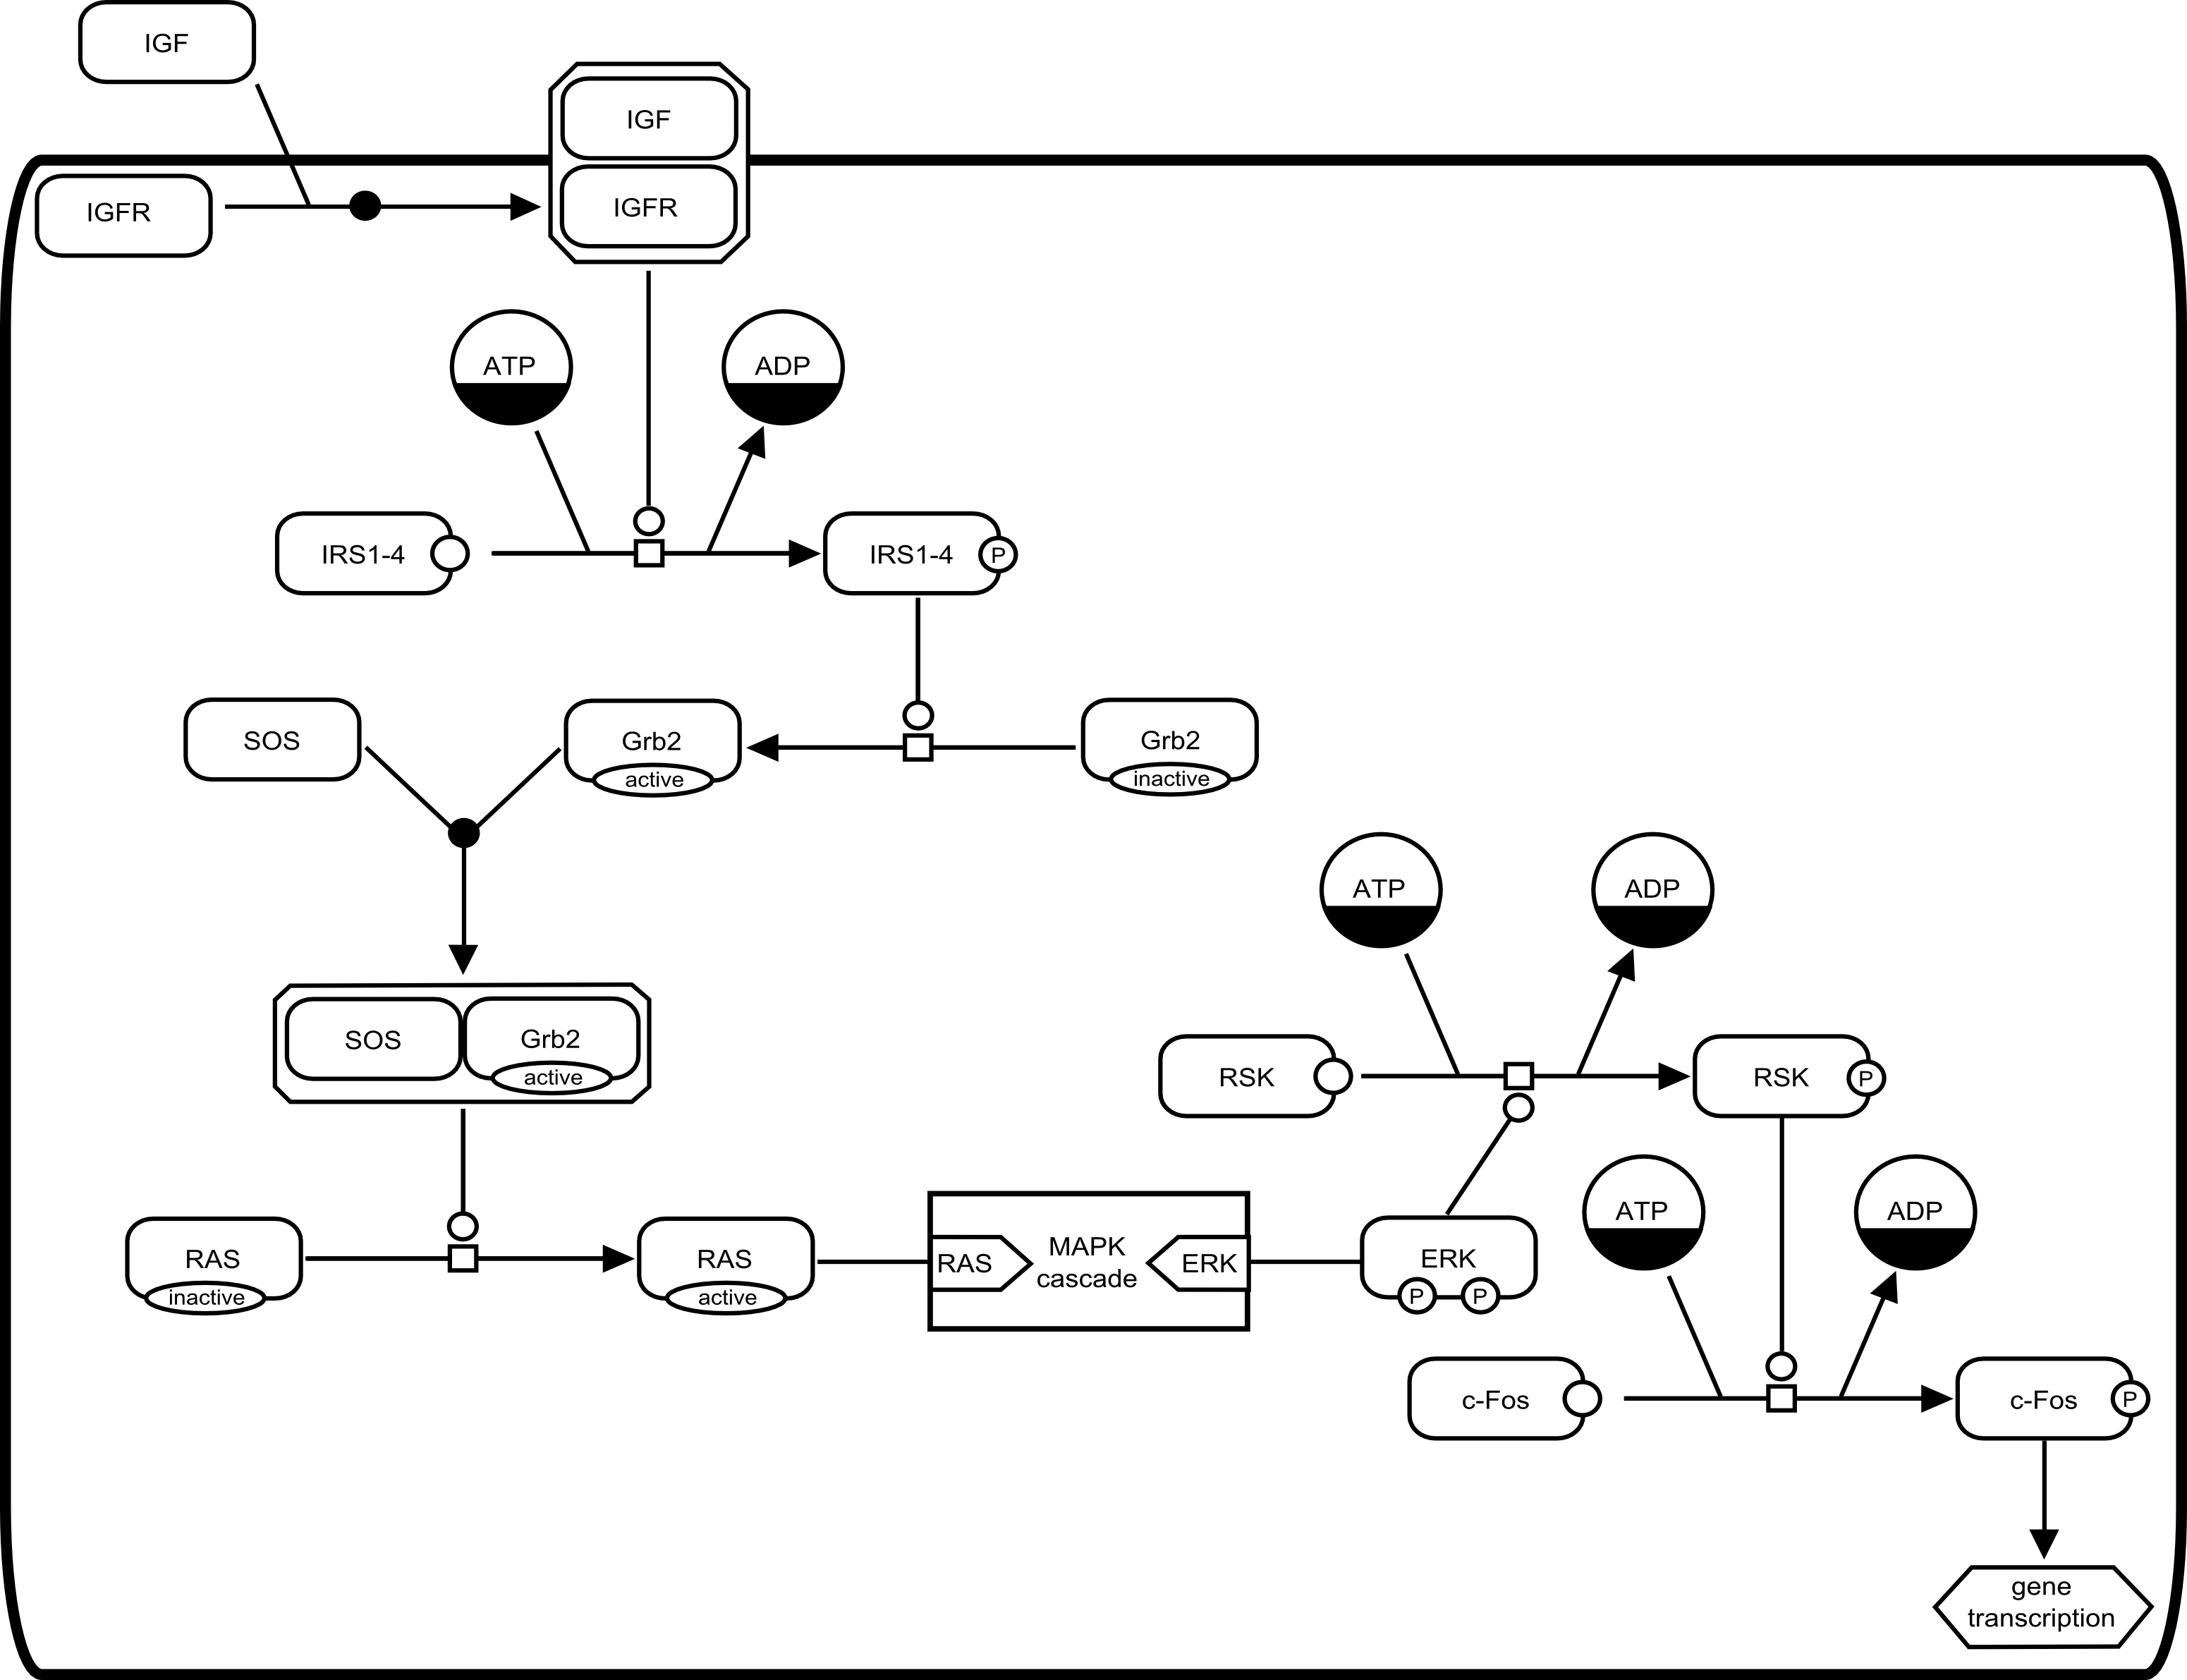 IGF
IGF
IGFR
IGFR
ATP
ADP
IRS1-4
IRS1-4
P
SOS
Grb2
active
Grb2
inactive
ATP
ADP
SOS
Grb2
active
RSK
RSK
P
ATP
ADP
RAS
inactive
RAS
active
RAS
MAPK
cascade
ERK
ERK
P
P
c-Fos
c-Fos
P
gene
transcription